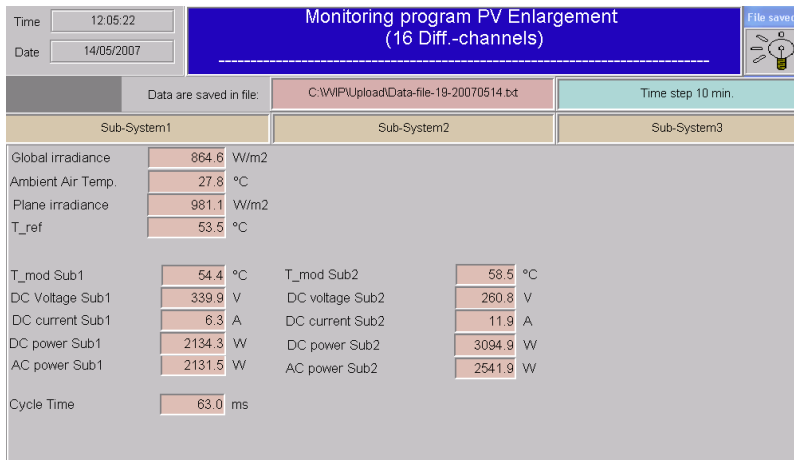 Time 12:05:22
Date 14/05/2007
Monitoring program PV Enlargement
(16 Diff.-channels)
File saved
Data are saved in file: C:\WIP\Upload\Data-file-19-20070514.txt Time step 10 min.
Sub-System1 Sub-System2 Sub-System3
Global irradiance 864.6 W/m2
Ambient Air Temp. 27.8 °C
Plane irradiance 981.1 W/m2
T_ref 53.5 °C
T_mod Sub1 54.4 °C T_mod Sub2 58.5 °C
DC Voltage Sub1 339.9 V DC voltage Sub2 260.8 V
DC current Sub1 6.3 A DC current Sub2 11.9 A
DC power Sub1 2134.3 W DC power Sub2 3094.9 W
AC power Sub1 2131.5 W AC power Sub2 2541.9 W
Cycle Time 63.0 ms